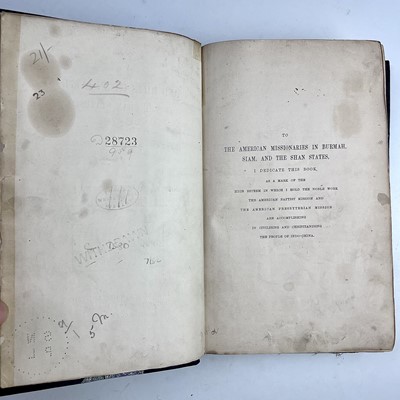 21/-
23
402
D28723
S N
P L
TO
THE AMERICAN MISSIONARIES IN BURMAH,
SIAM, AND THE SHAN STATES,
I DEDICATE THIS BOOK,
AS A MARK OF THE
HIGH ESTEEM IN WHICH I HOLD THE NOBLE WORK
THE AMERICAN BAPTIST MISSION AND
THE AMERICAN PRESBYTERIAN MISSION
ARE ACCOMPLISHING
IN CIVILISING AND CHRISTIANISING
THE PEOPLE OF INDO-CHINA.